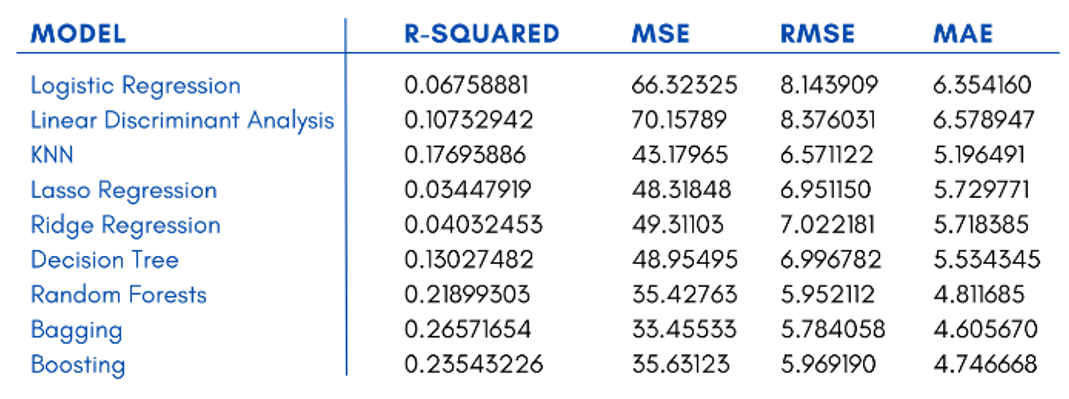 MODEL R-SQUARED MSE RMSE MAE
Logistic Regression 0.06758881 66.32325 8.143909 6.354160
Linear Discriminant Analysis 0.10732942 70.15789 8.376031 6.578947
KNN 0.17693886 43.17965 6.571122 5.196491
Lasso Regression 0.03447919 48.31848 6.951150 5.729771
Ridge Regression 0.04032453 49.31103 7.022181 5.718385
Decision Tree 0.13027482 48.95495 6.996782 5.534345
Random Forests 0.21899303 35.42763 5.952112 4.811685
Bagging 0.26571654 33.45533 5.784058 4.605670
Boosting 0.23543226 35.63123 5.969190 4.746668